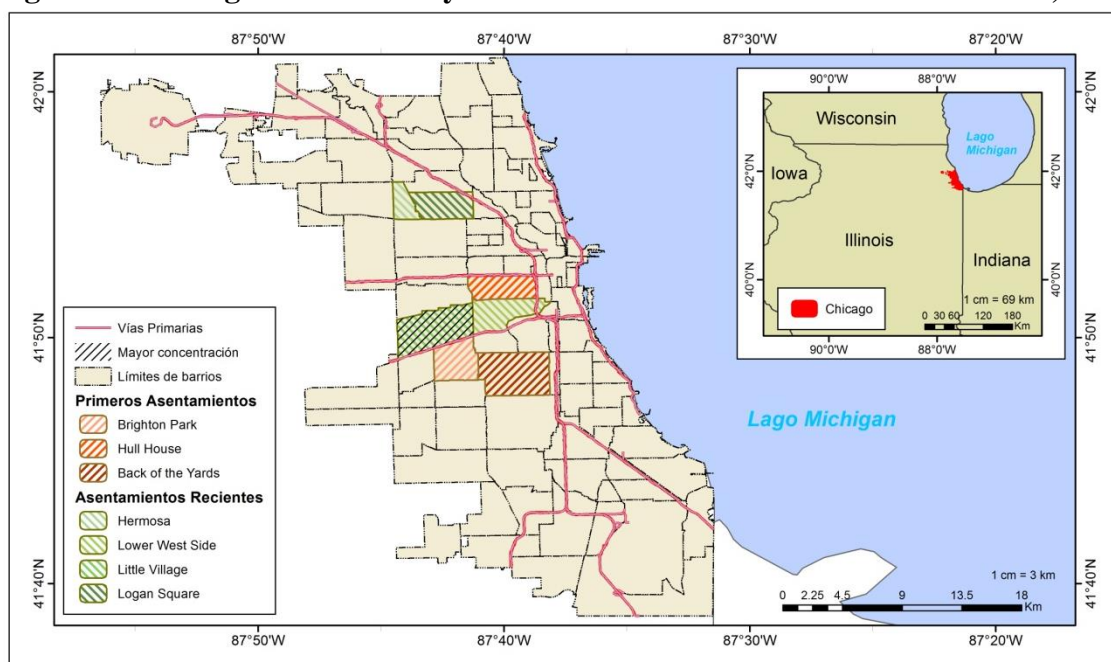 87°50'W 87°40'W 87°30'W 87°20'W
42°0'N
41°50'N
41°40'N
90°0'W 88°0'W
Wisconsin
Lago
Michigan
Iowa
42°0'N
Illinois
Indiana
40°0'N
1 cm = 69 km
Chicago
0 30 60 120 180
Km
90°0'W 88°0'W
42°0'N
40°0'N
Vías Primarias
Mayor concentración
Límites de barrios
Primeros Asentamientos
Brighton Park
Hull House
Back of the Yards
Asentamientos Recientes
Hermosa
Lower West Side
Little Village
Logan Square
Lago Michigan
1 cm = 3 km
0 2.25 4.5 9 13.5 18
Km
42°0'N
41°50'N
41°40'N
87°50'W 87°40'W 87°30'W 87°20'W